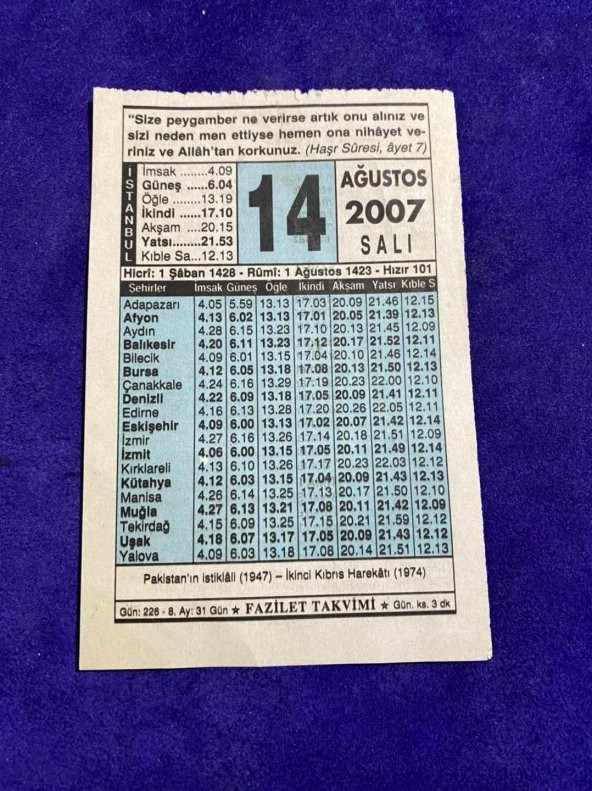 “Size peygamber ne verirse artık onu alınız ve
sizi neden men ettiyse hemen ona nihâyet ve-
riniz ve Allâh’tan korkunuz. (Haşr Sûresi, âyet 7)
ISTANBUL
İmsak ........4.09
Güneş ......6.04
Öğle .........13.19
İkindi ......17.10
Akşam ....20.15
Yatsı.......21.53
Kıble Sa...12.13
14
AĞUSTOS
2007
SALI
Hicrî: 1 Şâban 1428 - Rûmî: 1 Ağustos 1423 - Hızır 101
Şehirler İmsak Güneş Öğle İkindi Akşam Yatsı Kıble S
Adapazarı 4.05 5.59 13.13 17.03 20.09 21.46 12.15
Afyon 4.13 6.02 13.13 17.01 20.05 21.39 12.13
Aydın 4.28 6.15 13.23 17.10 20.13 21.45 12.09
Balıkesir 4.20 6.11 13.23 17.12 20.17 21.52 12.11
Bilecik 4.09 6.01 13.15 17.04 20.10 21.46 12.14
Bursa 4.12 6.05 13.18 17.08 20.13 21.50 12.13
Çanakkale 4.24 6.16 13.29 17.19 20.23 22.00 12.10
Denizli 4.22 6.09 13.18 17.05 20.09 21.41 12.11
Edirne 4.16 6.13 13.28 17.20 20.26 22.05 12.11
Eskişehir 4.09 6.00 13.13 17.02 20.07 21.42 12.14
İzmir 4.27 6.16 13.26 17.14 20.18 21.51 12.09
İzmit 4.06 6.00 13.15 17.05 20.11 21.49 12.14
Kırklareli 4.13 6.10 13.26 17.17 20.23 22.03 12.12
Kütahya 4.12 6.03 13.15 17.04 20.09 21.43 12.13
Manisa 4.26 6.14 13.25 17.13 20.17 21.50 12.10
Muğla 4.27 6.13 13.21 17.08 20.11 21.42 12.09
Tekirdağ 4.15 6.09 13.25 17.15 20.21 21.59 12.12
Uşak 4.18 6.07 13.17 17.05 20.09 21.43 12.12
Yalova 4.09 6.03 13.18 17.08 20.14 21.51 12.13
Pakistan’ın istiklâli (1947) – İkinci Kıbrıs Harekâtı (1974)
Gün: 226 - 8. Ay: 31 Gün ★ FAZİLET TAKVİMİ ★ Gün. ks. 3 dk